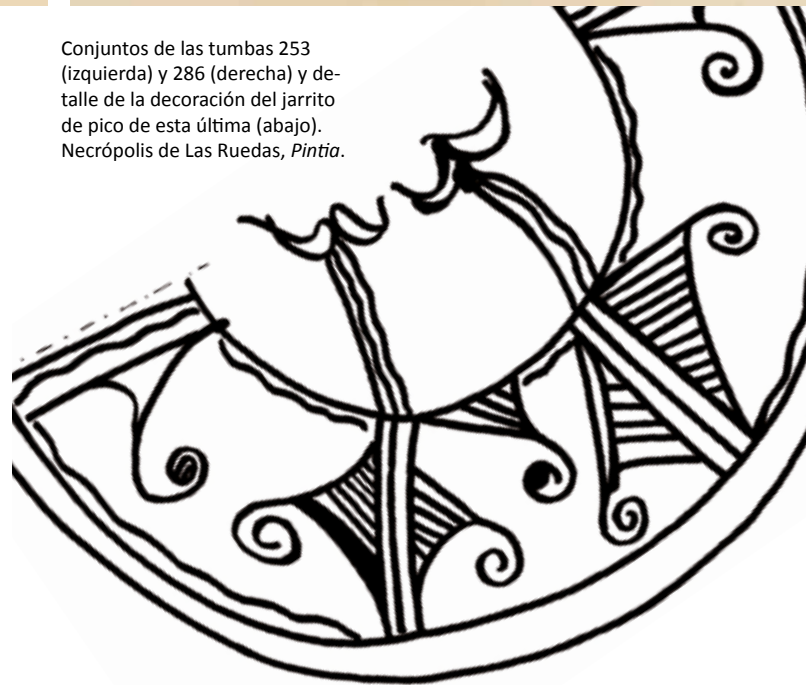 Conjuntos de las tumbas 253
(izquierda) y 286 (derecha) y de-
talle de la decoración del jarrito
de pico de esta última (abajo).
Necrópolis de Las Ruedas, Pintia.